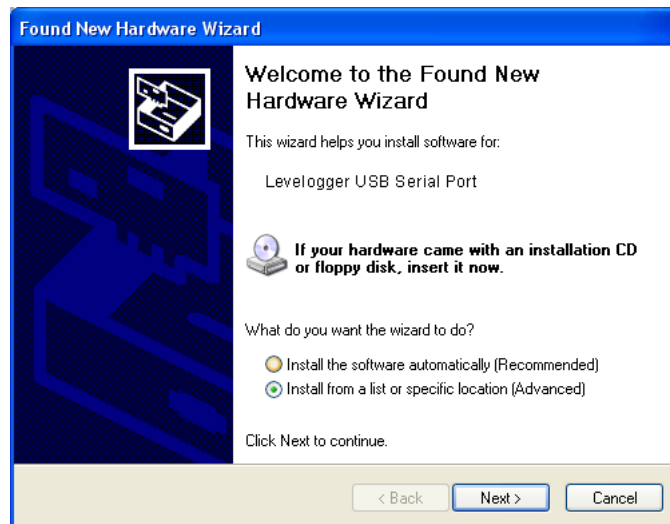 Found New Hardware Wizard
Welcome to the Found New
Hardware Wizard
This wizard helps you install software for:
Levelogger USB Serial Port
If your hardware came with an installation CD
or floppy disk, insert it now.
What do you want the wizard to do?
Install the software automatically (Recommended)
Install from a list or specific location (Advanced)
Click Next to continue.
< Back Next > Cancel